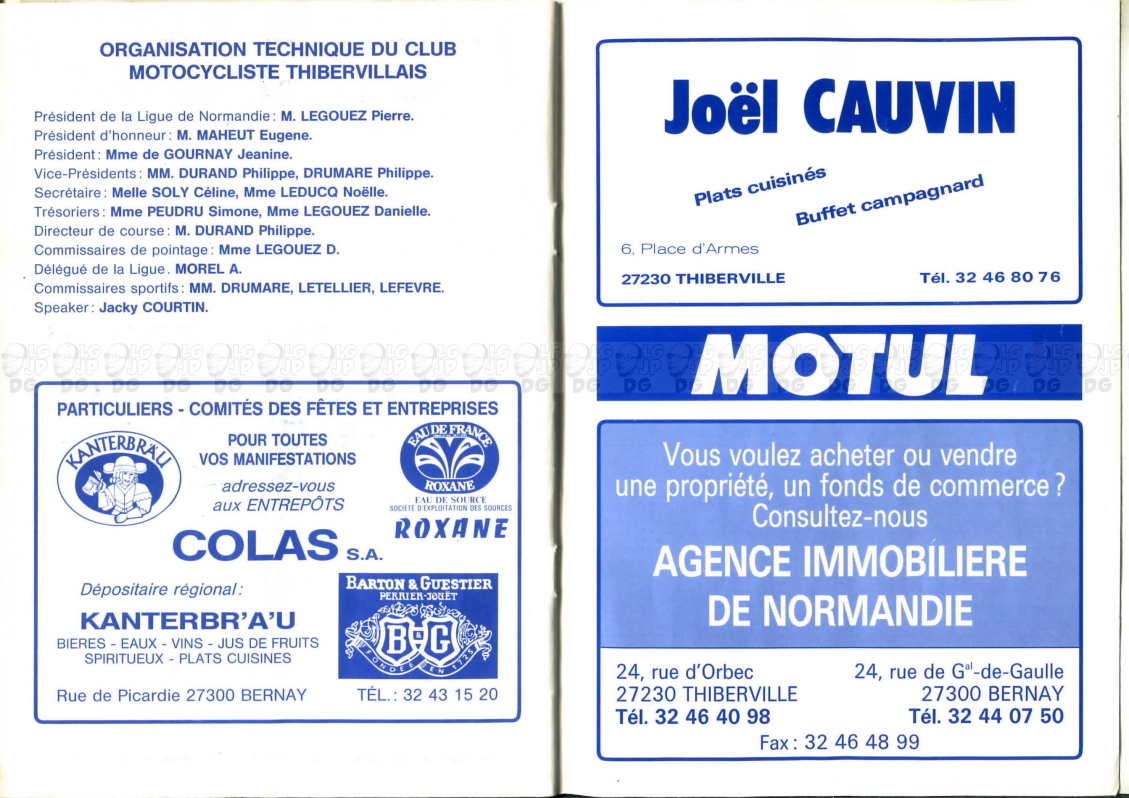 ORGANISATION TECHNIQUE DU CLUB
MOTOCYCLISTE THIBERVILLAIS
Président de la Ligue de Normandie : M. LEGOUEZ Pierre.
Président d'honneur : M. MAHEUT Eugene.
Président : Mme de GOURNAY Jeanine.
Vice-Présidents : MM. DURAND Philippe, DRUMARE Philippe.
Secrétaire : Melle SOLY Céline, Mme LEDUCQ Noëlle.
Trésoriers : Mme PEUDRU Simone, Mme LEGOUEZ Danielle.
Directeur de course : M. DURAND Philippe.
Commissaires de pointage : Mme LEGOUEZ D.
Délégué de la Ligue. MOREL A.
Commissaires sportifs : MM. DRUMARE, LETELLIER, LEFEVRE.
Speaker : Jacky COURTIN.
PARTICULIERS - COMITÉS DES FÊTES ET ENTREPRISES
KANTERBRÄU
POUR TOUTES
VOS MANIFESTATIONS
adressez-vous
aux ENTREPÔTS
EAU DE FRANCE
ROXANE
EAU DE SOURCE
SOCIETE D'EXPLOITATION DES SOURCES
ROXANE
COLAS S.A.
Dépositaire régional :
KANTERBR'A'U
BIERES - EAUX - VINS - JUS DE FRUITS
SPIRITUEUX - PLATS CUISINES
BARTON & GUESTIER
PERRIER-JOUËT
B & G
FONDÉE EN 1725
Rue de Picardie 27300 BERNAY TÉL. : 32 43 15 20
Joël CAUVIN
Plats cuisinés
Buffet campagnard
6, Place d'Armes
27230 THIBERVILLE Tél. 32 46 80 76
MOTUL
Vous voulez acheter ou vendre
une propriété, un fonds de commerce ?
Consultez-nous
AGENCE IMMOBILIERE
DE NORMANDIE
24, rue d'Orbec 24, rue de Gal-de-Gaulle
27230 THIBERVILLE 27300 BERNAY
Tél. 32 46 40 98 Tél. 32 44 07 50
Fax : 32 46 48 99